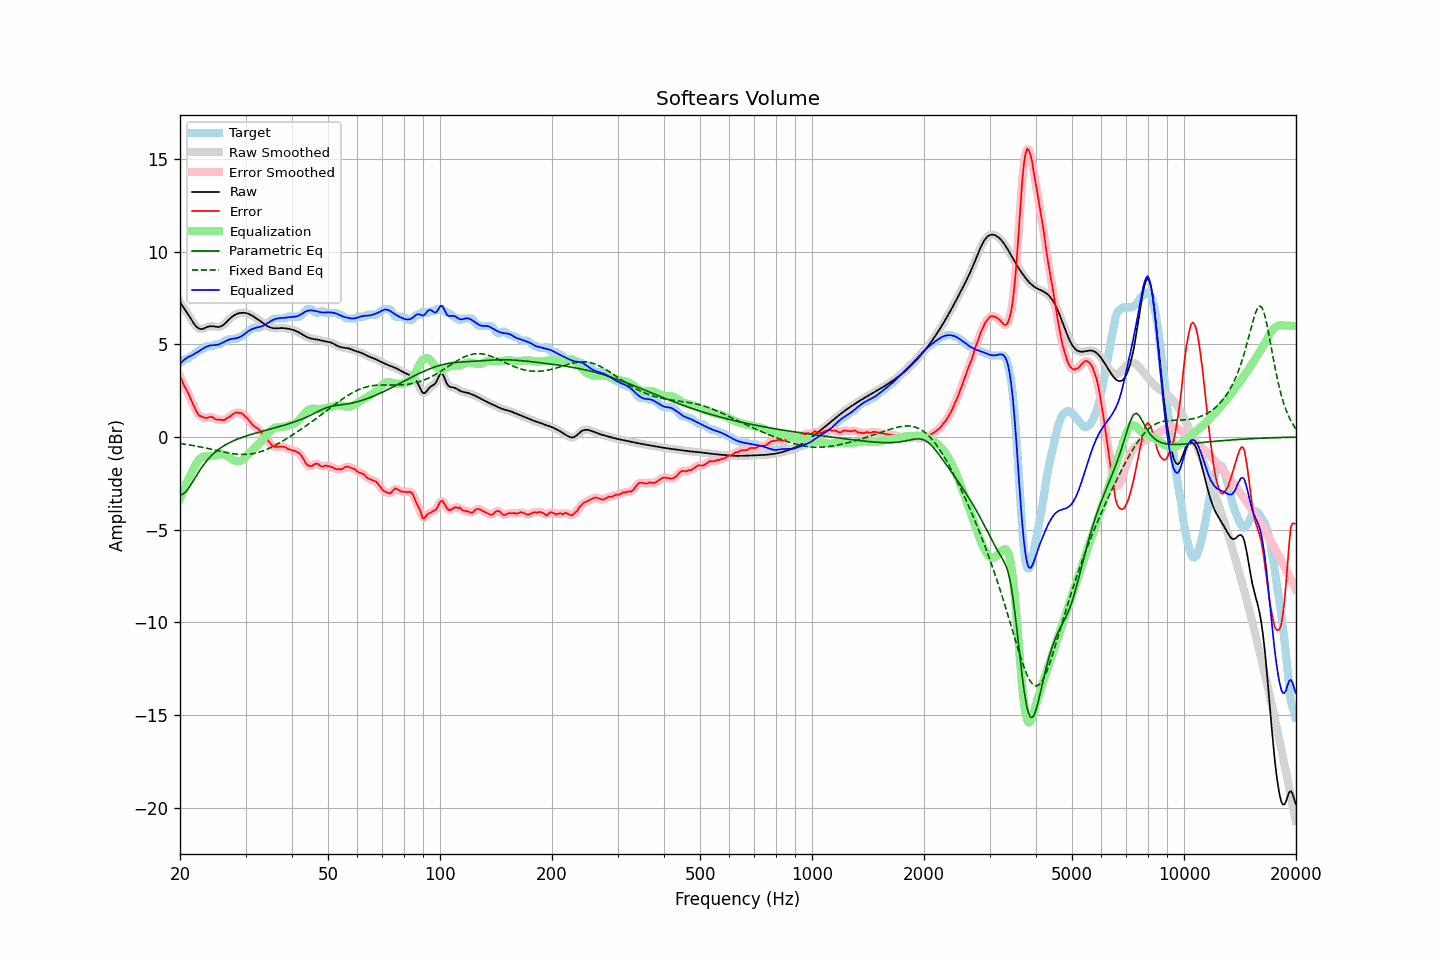 Softears Volume
Target
Raw Smoothed
Error Smoothed
Raw
Error
Equalization
Parametric Eq
Fixed Band Eq
Equalized
15
10
5
0
−5
−10
−15
−20
Amplitude (dBr)
20 50 100 200 500 1000 2000 5000 10000 20000
Frequency (Hz)